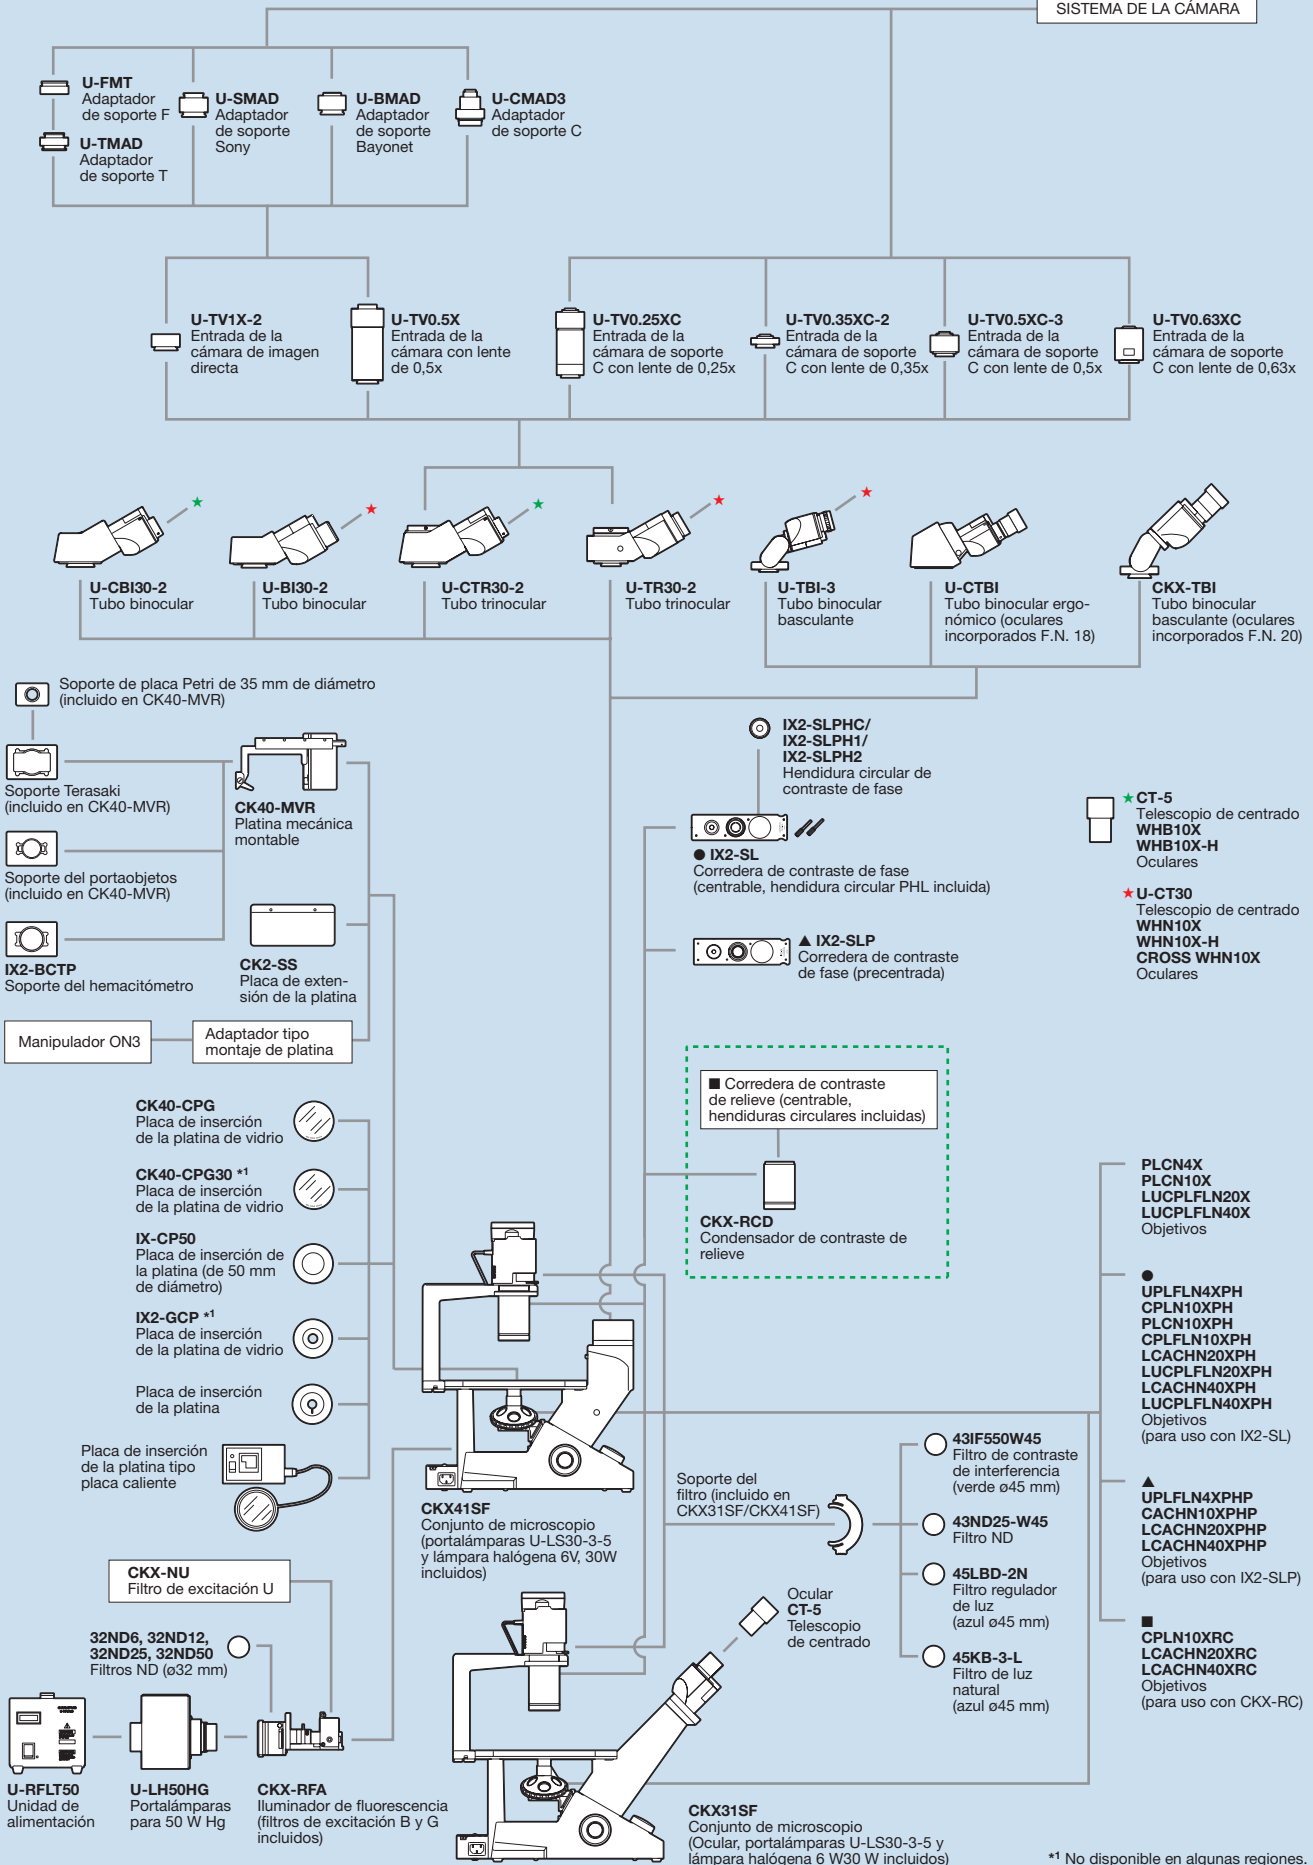 SISTEMA DE LA CÁMARA
U-FMT
Adaptador
de soporte F
U-TMAD
Adaptador
de soporte T
U-SMAD
Adaptador
de soporte
Sony
U-BMAD
Adaptador
de soporte
Bayonet
U-CMAD3
Adaptador
de soporte C
U-TV1X-2
Entrada de la
cámara de imagen
directa
U-TV0.5X
Entrada de la
cámara con lente
de 0,5x
U-TV0.25XC
Entrada de la
cámara de soporte
C con lente de 0,25x
U-TV0.35XC-2
Entrada de la
cámara de soporte
C con lente de 0,35x
U-TV0.5XC-3
Entrada de la
cámara de soporte
C con lente de 0,5x
U-TV0.63XC
Entrada de la
cámara de soporte
C con lente de 0,63x
★
★
★
★
★
U-CBI30-2
Tubo binocular
U-BI30-2
Tubo binocular
U-CTR30-2
Tubo trinocular
U-TR30-2
Tubo trinocular
U-TBI-3
Tubo binocular
basculante
U-CTBI
Tubo binocular ergo-
nómico (oculares
incorporados F.N. 18)
CKX-TBI
Tubo binocular
basculante (oculares
incorporados F.N. 20)
Soporte de placa Petri de 35 mm de diámetro
(incluido en CK40-MVR)
Soporte Terasaki
(incluido en CK40-MVR)
Soporte del portaobjetos
(incluido en CK40-MVR)
IX2-BCTP
Soporte del hemacitómetro
CK40-MVR
Platina mecánica
montable
CK2-SS
Placa de exten-
sión de la platina
Manipulador ON3
Adaptador tipo
montaje de platina
IX2-SLPHC/
IX2-SLPH1/
IX2-SLPH2
Hendidura circular de
contraste de fase
● IX2-SL
Corredera de contraste de fase
(centrable, hendidura circular PHL incluida)
▲ IX2-SLP
Corredera de contraste
de fase (precentrada)
★ CT-5
Telescopio de centrado
WHB10X
WHB10X-H
Oculares
★ U-CT30
Telescopio de centrado
WHN10X
WHN10X-H
CROSS WHN10X
Oculares
■ Corredera de contraste
de relieve (centrable,
hendiduras circulares incluidas)
CKX-RCD
Condensador de contraste de
relieve
CK40-CPG
Placa de inserción
de la platina de vidrio
CK40-CPG30 *1
Placa de inserción
de la platina de vidrio
IX-CP50
Placa de inserción de
la platina (de 50 mm
de diámetro)
IX2-GCP *1
Placa de inserción
de la platina de vidrio
Placa de inserción
de la platina
Placa de inserción
de la platina tipo
placa caliente
CKX41SF
Conjunto de microscopio
(portalámparas U-LS30-3-5
y lámpara halógena 6V, 30W
incluidos)
PLCN4X
PLCN10X
LUCPLFLN20X
LUCPLFLN40X
Objetivos
●
UPLFLN4XPH
CPLN10XPH
PLCN10XPH
CPLFLN10XPH
LCACHN20XPH
LUCPLFLN20XPH
LCACHN40XPH
LUCPLFLN40XPH
Objetivos
(para uso con IX2-SL)
▲
UPLFLN4XPHP
CACHN10XPHP
LCACHN20XPHP
LCACHN40XPHP
Objetivos
(para uso con IX2-SLP)
■
CPLN10XRC
LCACHN20XRC
LCACHN40XRC
Objetivos
(para uso con CKX-RC)
Soporte del
filtro (incluido en
CKX31SF/CKX41SF)
43IF550W45
Filtro de contraste
de interferencia
(verde ø45 mm)
43ND25-W45
Filtro ND
45LBD-2N
Filtro regulador
de luz
(azul ø45 mm)
45KB-3-L
Filtro de luz
natural
(azul ø45 mm)
Ocular
CT-5
Telescopio
de centrado
CKX-NU
Filtro de excitación U
32ND6, 32ND12,
32ND25, 32ND50
Filtros ND (ø32 mm)
U-RFLT50
Unidad de
alimentación
U-LH50HG
Portalámparas
para 50 W Hg
CKX-RFA
Iluminador de fluorescencia
(filtros de excitación B y G
incluidos)
CKX31SF
Conjunto de microscopio
(Ocular, portalámparas U-LS30-3-5 y
lámpara halógena 6 W30 W incluidos)
*1 No disponible en algunas regiones.